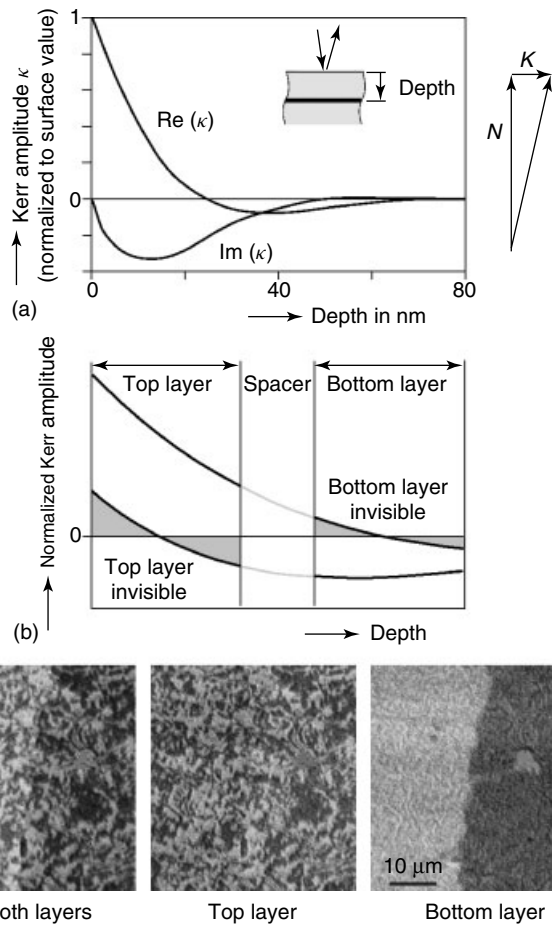 1
Kerr amplitude κ
(normalized to surface value)
Re (κ)
Depth
K
N
0
Im (κ)
0
20
40
60
80
(a)
Depth in nm
Top layer
Spacer
Bottom layer
Normalized Kerr amplitude
Bottom layer
invisible
0
Top layer
invisible
(b)
Depth
10 μm
oth layers
Top layer
Bottom layer